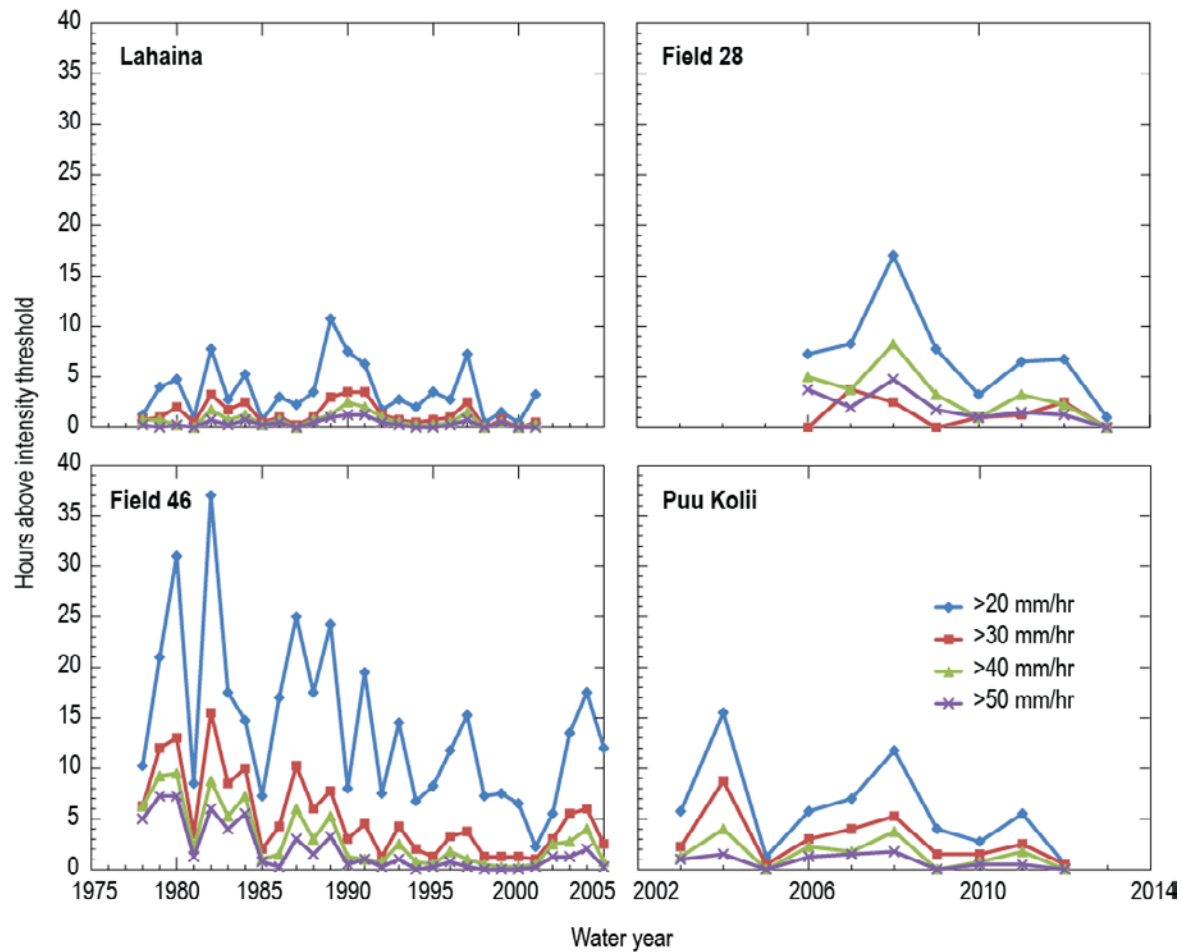 Hours above intensity threshold
40
35
30
25
20
15
10
5
0
Lahaina
Field 28
40
35
30
25
20
15
10
5
0
Field 46
Puu Kolii
>20 mm/hr
>30 mm/hr
>40 mm/hr
>50 mm/hr
1975 1980 1985 1990 1995 2000 2005 2002 2006 2010 2014
Water year